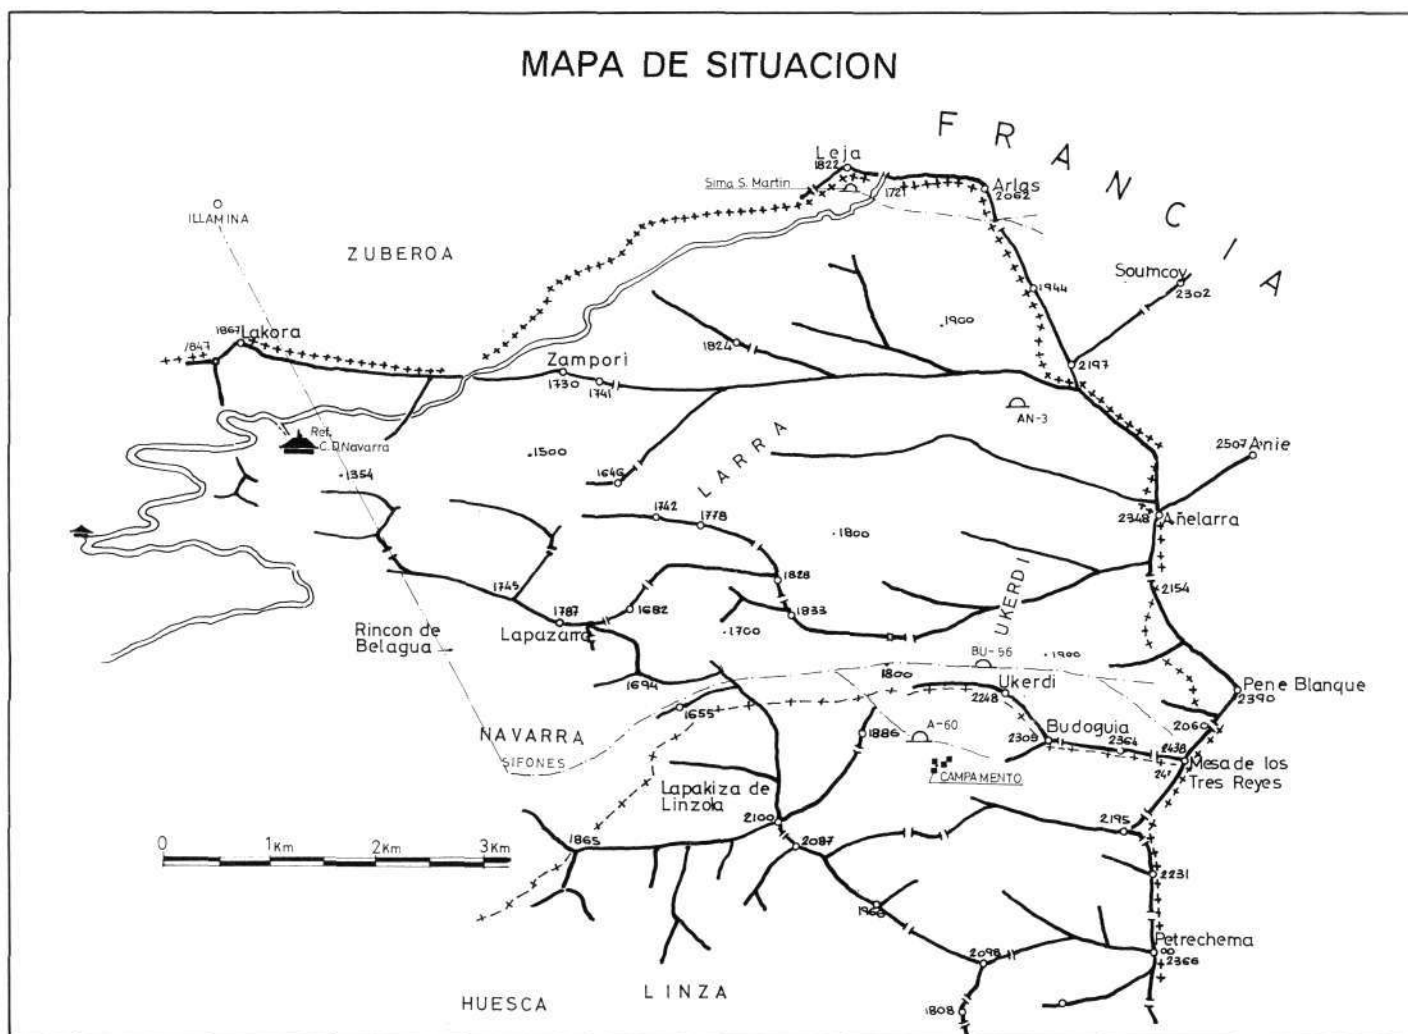 MAPA DE SITUACION
FRANCIA
Leja
1822
Sima S. Martin
1721
Arlas
2062
ILLAMINA
ZUBEROA
Soumcoy
2302
1944
1900
1867
Lakora
1847
1824
Zampori
1730
1741
2197
AN-3
Ref.
C.D.Navarra
1354
1500
1646
LARRA
2507
Anie
1742
1778
1800
2348
Añelarra
1745
1787
Lapazarra
1682
1828
1833
1700
UKERDI
2154
Rincon de
Belagua
1694
BU-56
1900
1800
Ukerdi
2248
Pene Blanque
2390
1655
NAVARRA
SIFONES
1886
A-60
Budoguia
2309
2364
2060
2438
Mesa de los
Tres Reyes
CAMPAMENTO
Lapakiza de
Linzola
2100
2087
2195
0 1Km 2Km 3Km
1865
2231
2098
Petrechema
2366
1808
LINZA
HUESCA